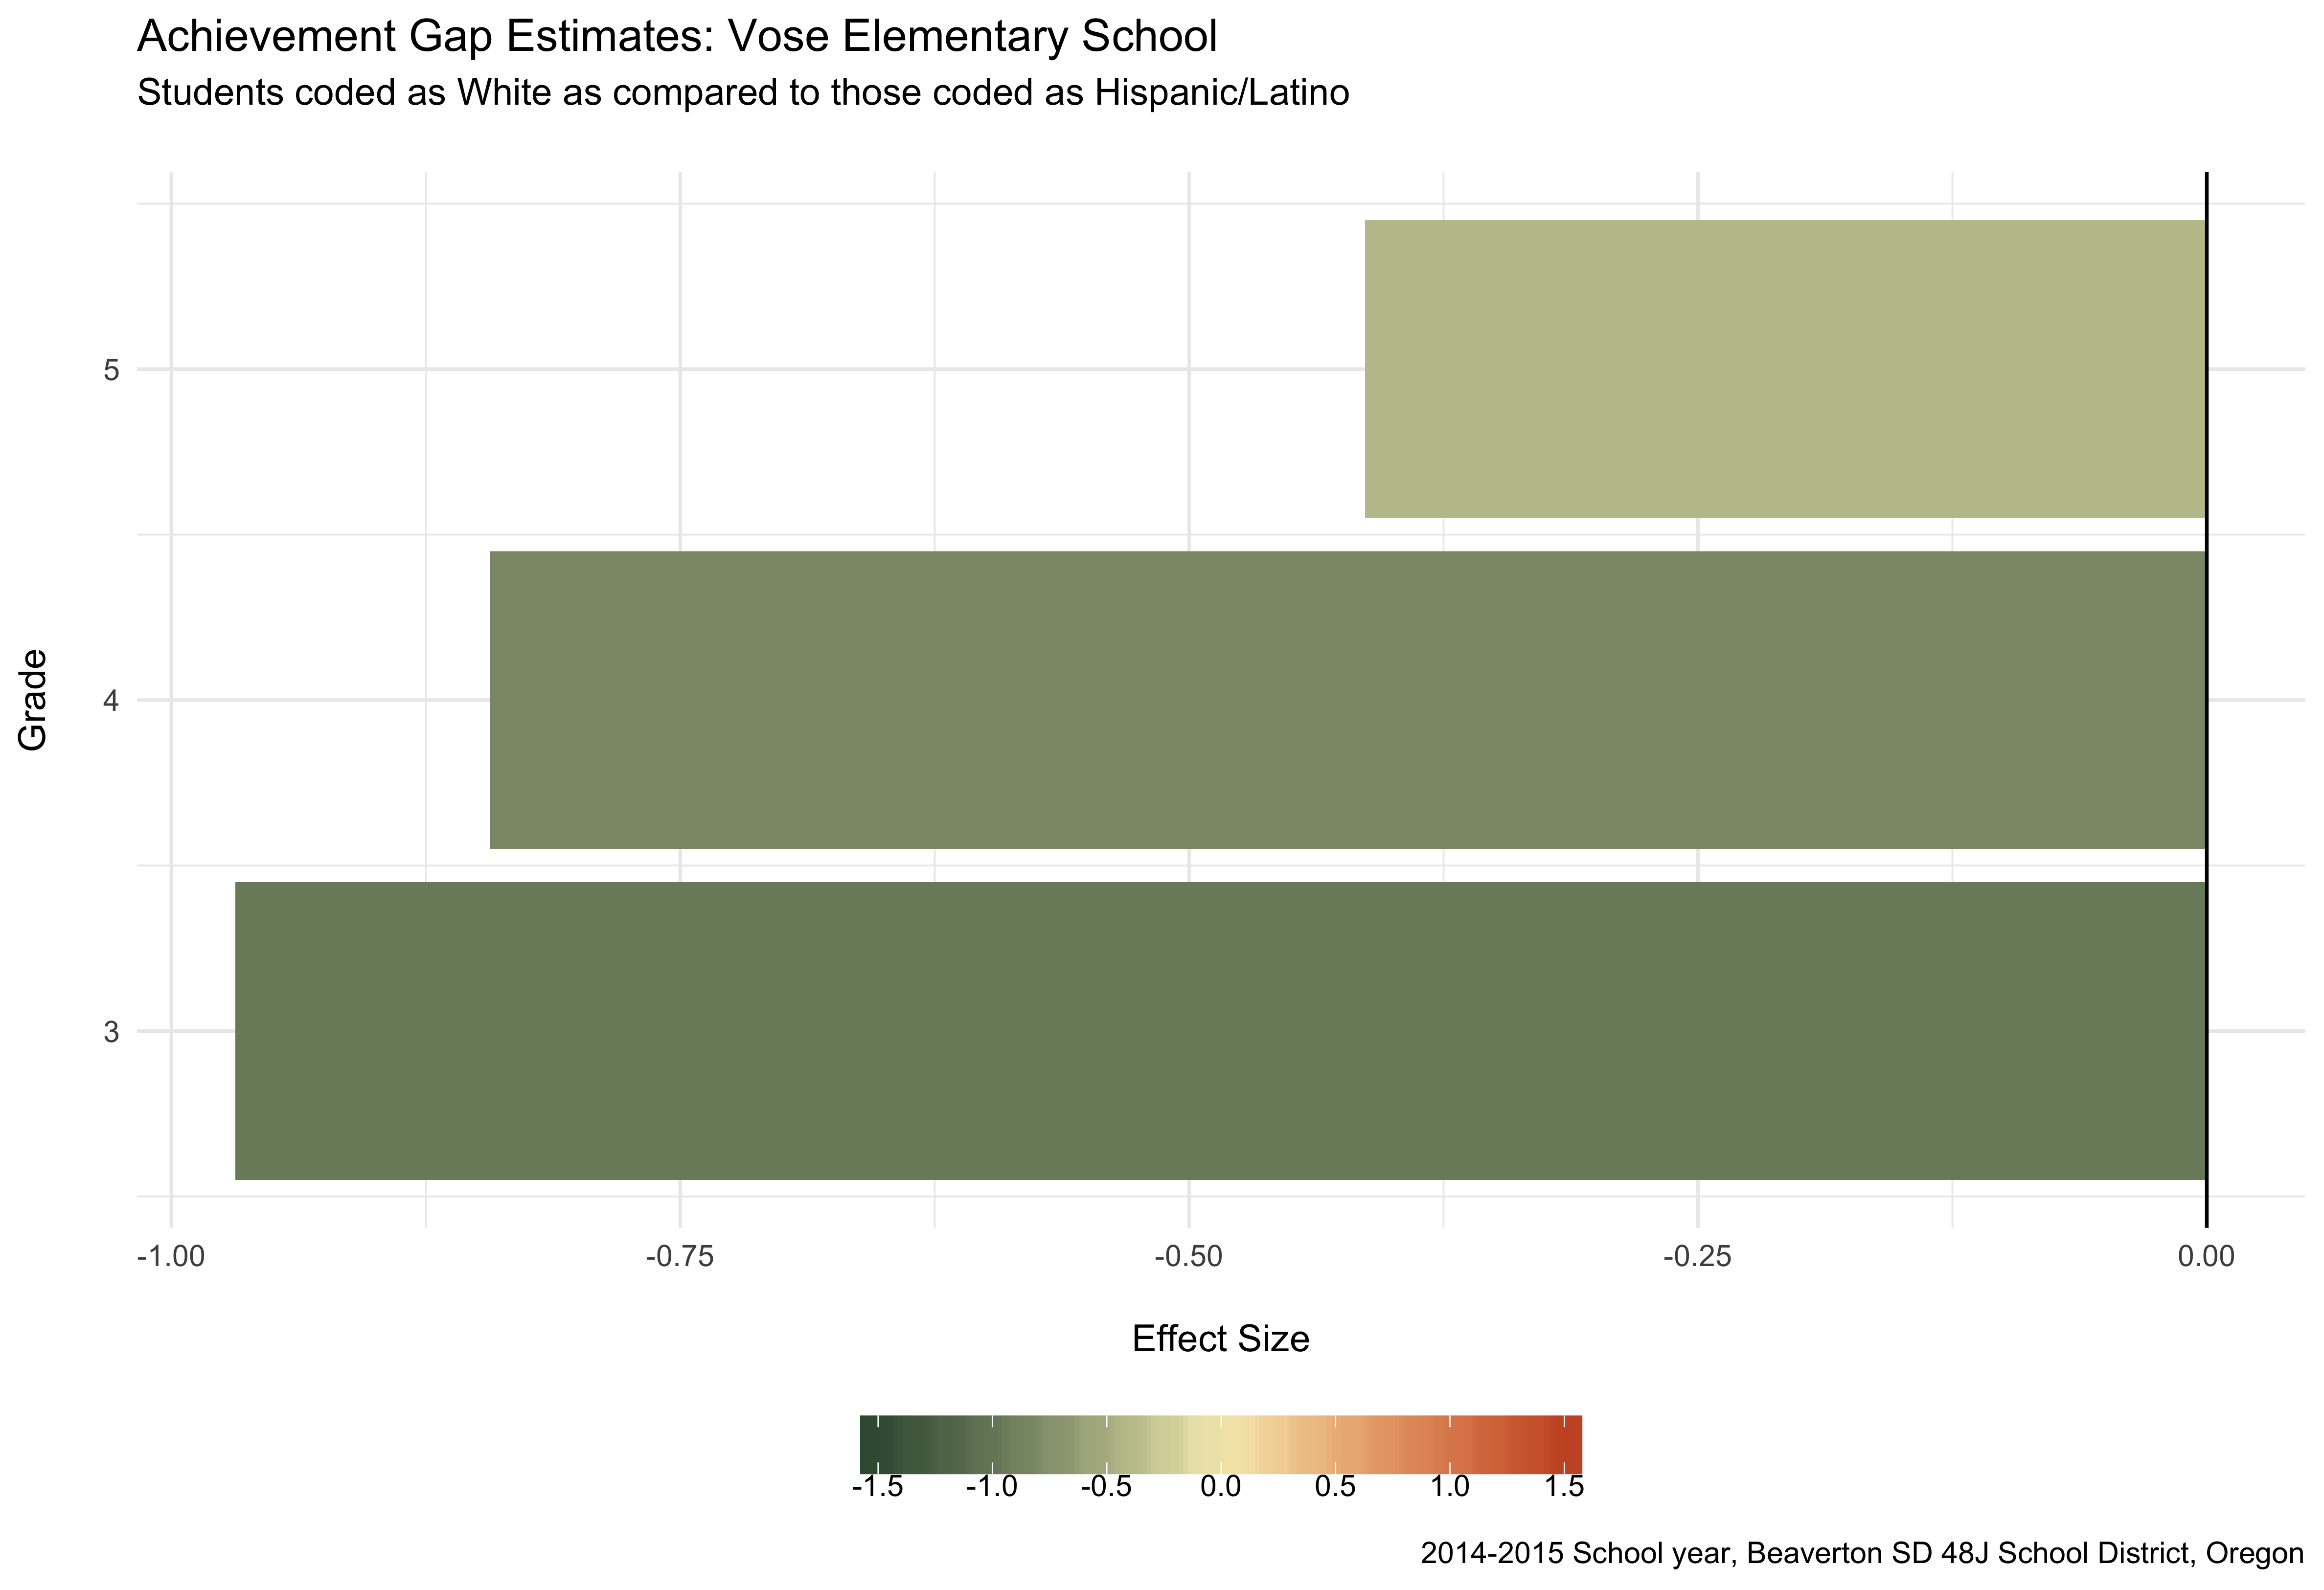 Achievement Gap Estimates: Vose Elementary School
Students coded as White as compared to those coded as Hispanic/Latino
5
4
3
Grade
-1.00 -0.75 -0.50 -0.25 0.00
Effect Size
-1.5 -1.0 -0.5 0.0 0.5 1.0 1.5
2014-2015 School year, Beaverton SD 48J School District, Oregon